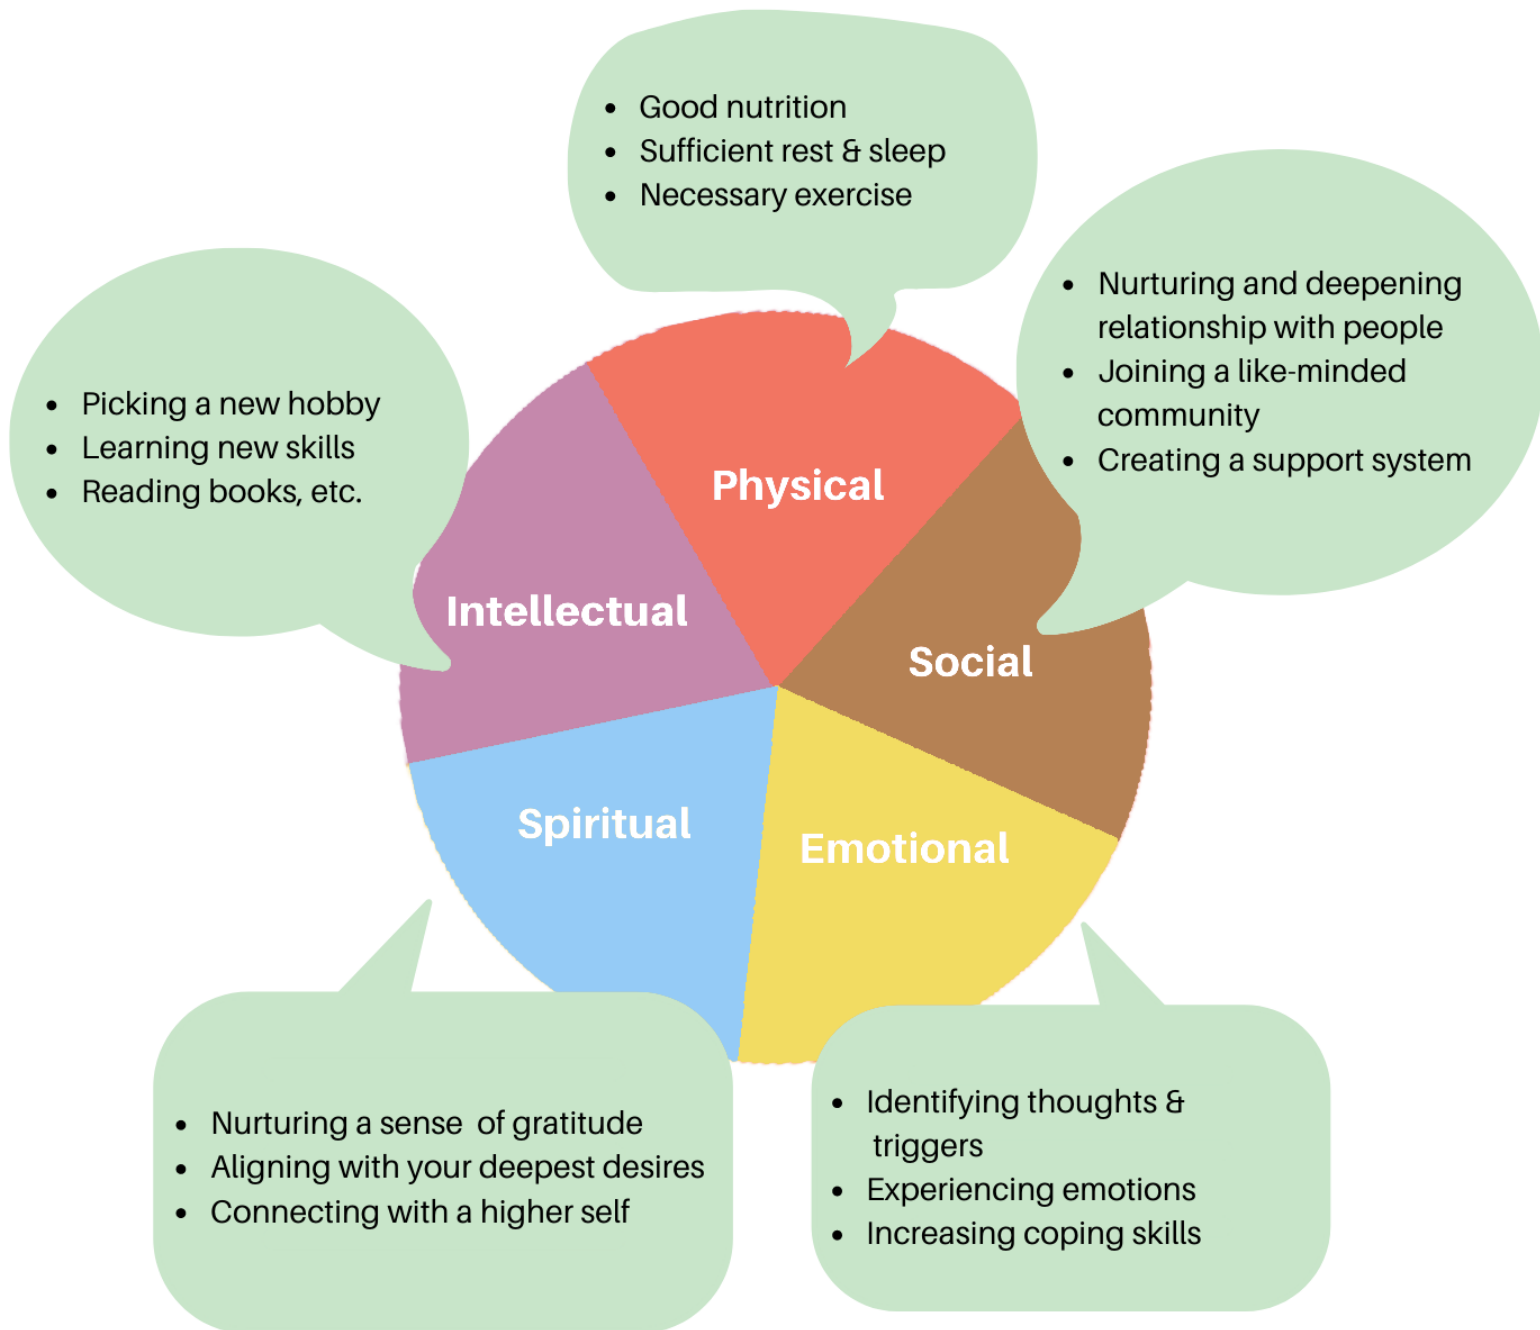 • Good nutrition
• Sufficient rest & sleep
• Necessary exercise
• Nurturing and deepening
relationship with people
• Joining a like-minded
community
• Creating a support system
• Picking a new hobby
• Learning new skills
• Reading books, etc.
Physical
Intellectual
Social
Spiritual
Emotional
• Nurturing a sense  of gratitude
• Aligning with your deepest desires
• Connecting with a higher self
• Identifying thoughts &
triggers
• Experiencing emotions
• Increasing coping skills